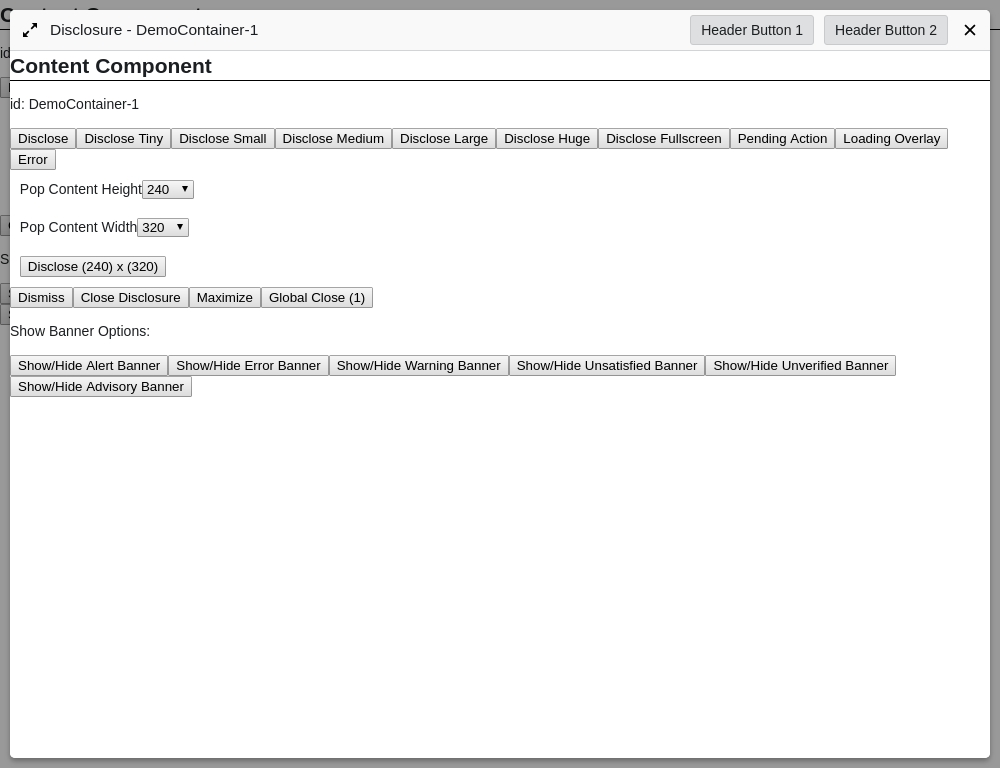 Disclosure - DemoContainer-1 Header Button 1 Header Button 2
Content Component
id: DemoContainer-1
Disclose Disclose Tiny Disclose Small Disclose Medium Disclose Large Disclose Huge Disclose Fullscreen Pending Action Loading Overlay
Error
Pop Content Height 240
Pop Content Width 320
Disclose (240) x (320)
Dismiss Close Disclosure Maximize Global Close (1)
Show Banner Options:
Show/Hide Alert Banner Show/Hide Error Banner Show/Hide Warning Banner Show/Hide Unsatisfied Banner Show/Hide Unverified Banner
Show/Hide Advisory Banner